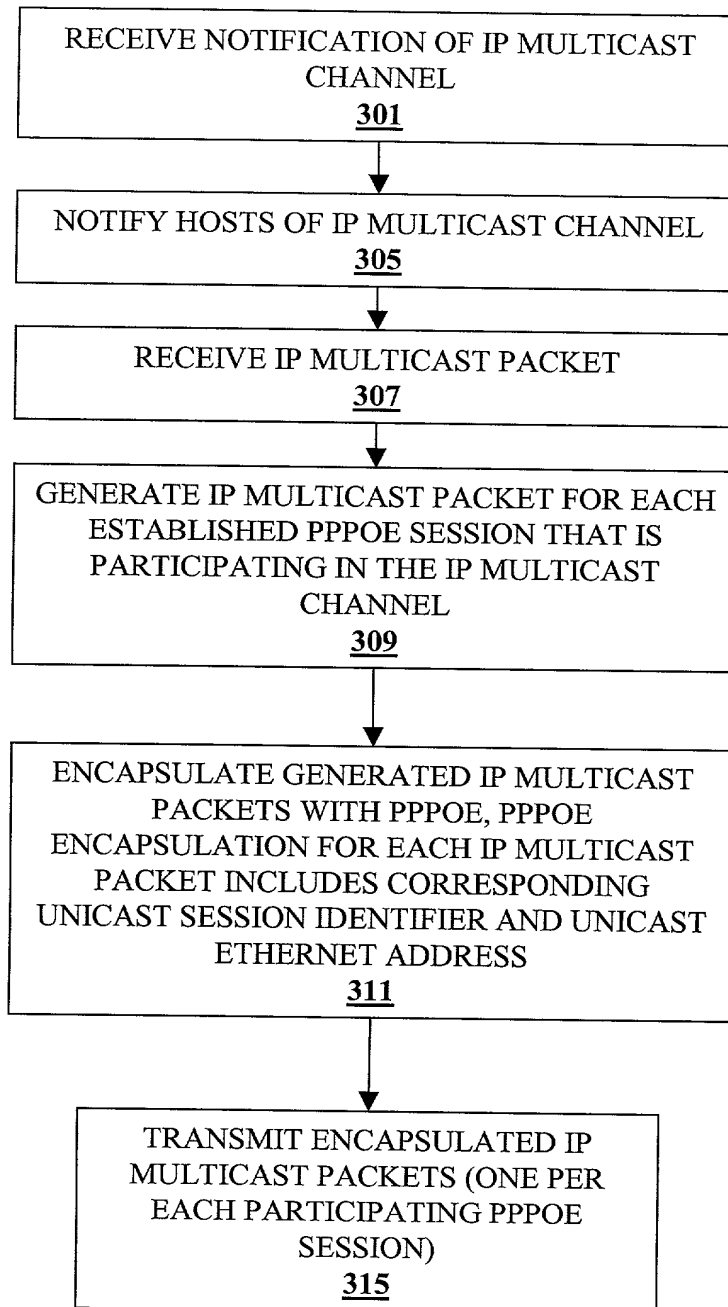 RECEIVE NOTIFICATION OF IP MULTICAST
CHANNEL
301
NOTIFY HOSTS OF IP MULTICAST CHANNEL
305
RECEIVE IP MULTICAST PACKET
307
GENERATE IP MULTICAST PACKET FOR EACH
ESTABLISHED PPPOE SESSION THAT IS
PARTICIPATING IN THE IP MULTICAST
CHANNEL
309
ENCAPSULATE GENERATED IP MULTICAST
PACKETS WITH PPPOE, PPPOE
ENCAPSULATION FOR EACH IP MULTICAST
PACKET INCLUDES CORRESPONDING
UNICAST SESSION IDENTIFIER AND UNICAST
ETHERNET ADDRESS
311
TRANSMIT ENCAPSULATED IP
MULTICAST PACKETS (ONE PER
EACH PARTICIPATING PPPOE
SESSION)
315